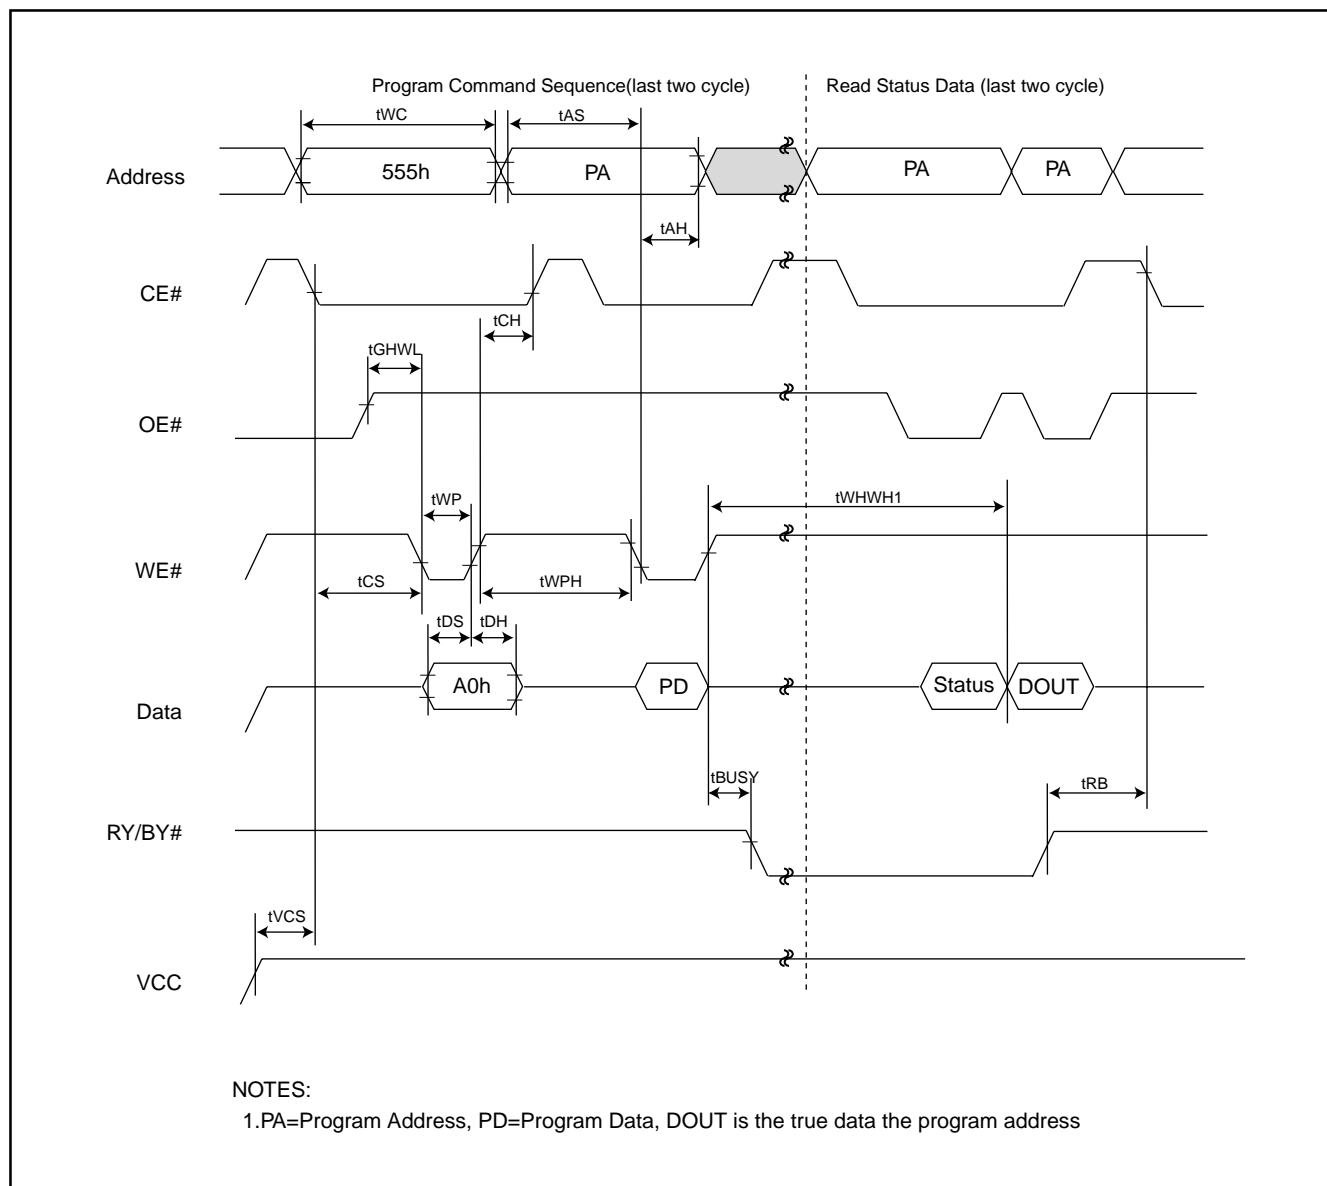 Program Command Sequence(last two cycle)
Read Status Data (last two cycle)
tWC
tAS
Address
555h
PA
PA
PA
tAH
CE#
tCH
tGHWL
OE#
tWP
tWHWH1
WE#
tCS
tWPH
tDS
tDH
A0h
PD
Status
DOUT
Data
tBUSY
tRB
RY/BY#
tVCS
VCC
NOTES:
1.PA=Program Address, PD=Program Data, DOUT is the true data the program address